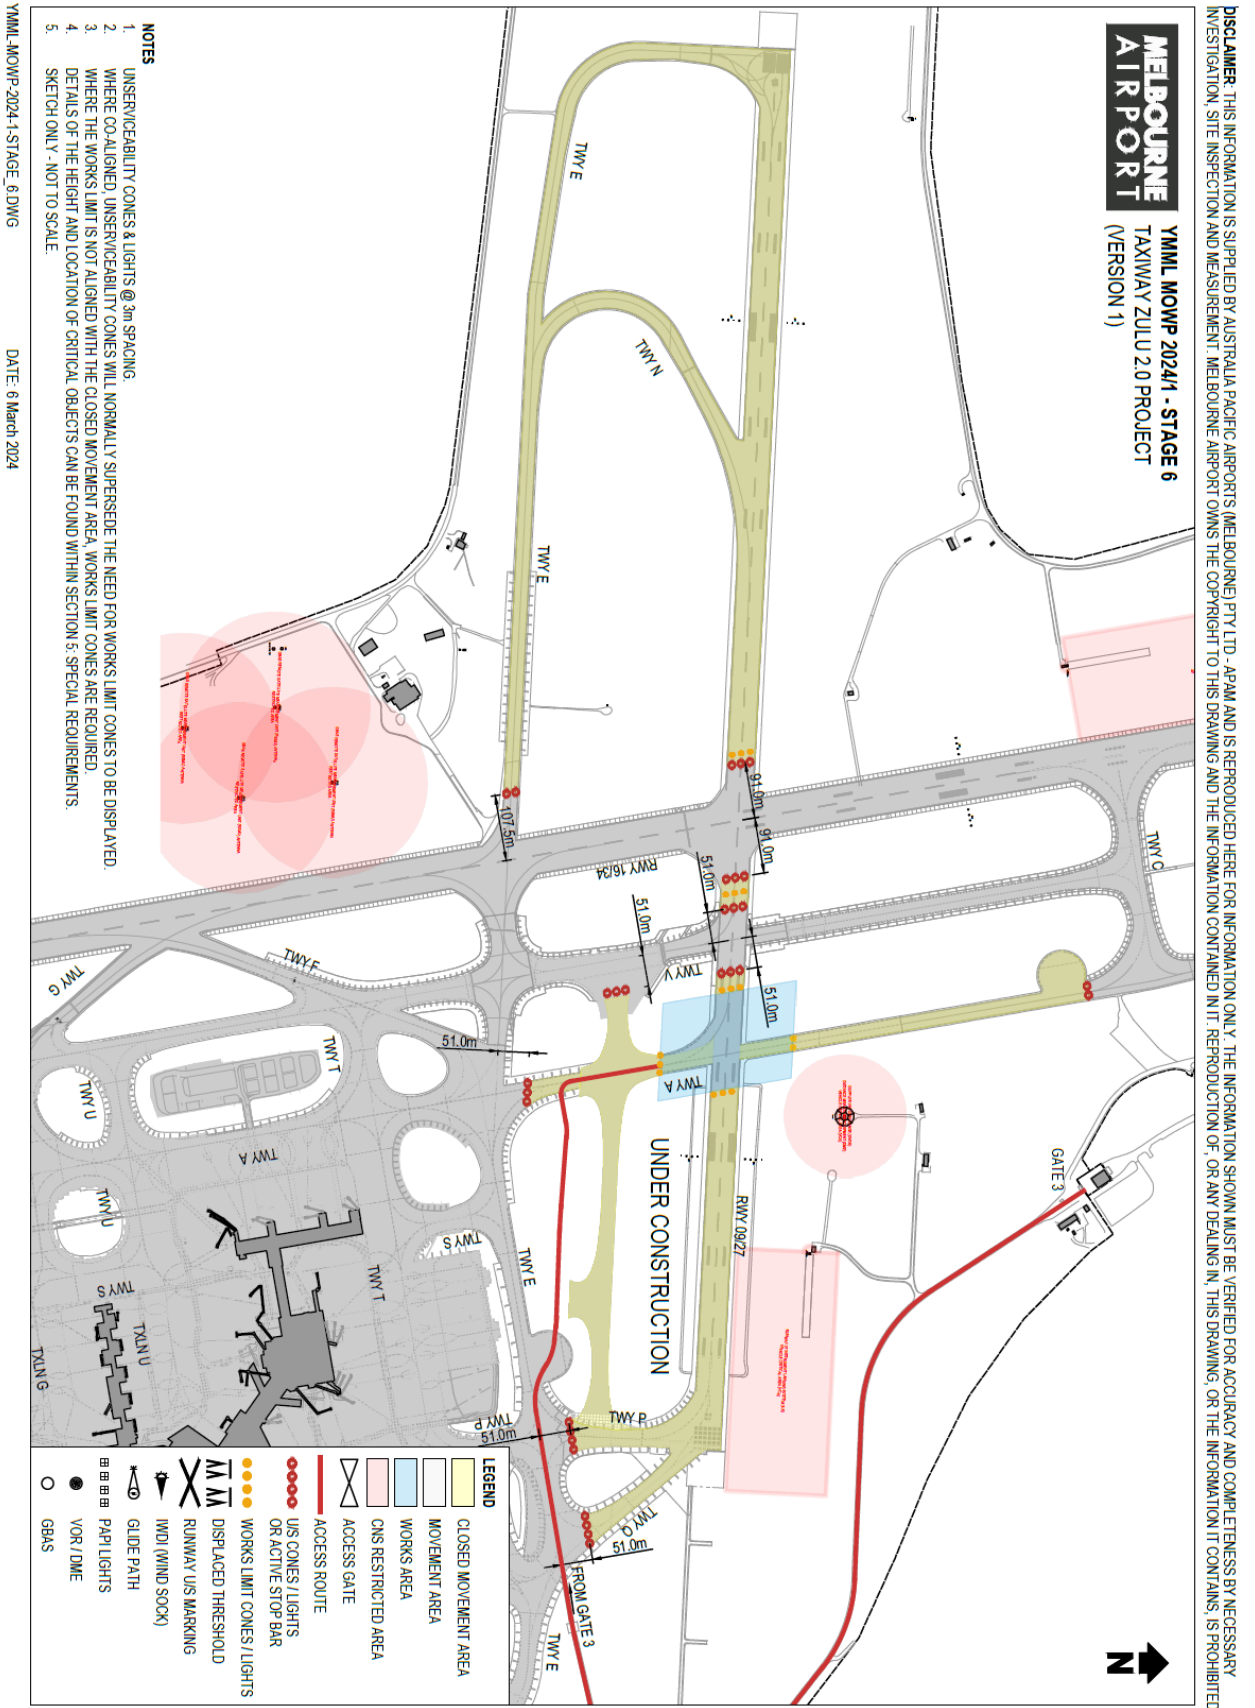 DISCLAIMER: THIS INFORMATION IS SUPPLIED BY AUSTRALIA PACIFIC AIRPORTS (MELBOURNE) PTY LTD - APAM AND IS REPRODUCED HERE FOR INFORMATION ONLY. THE INFORMATION SHOWN MUST BE VERIFIED FOR ACCURACY AND COMPLETENESS BY NECESSARY
INVESTIGATION, SITE INSPECTION AND MEASUREMENT. MELBOURNE AIRPORT OWNS THE COPYRIGHT TO THIS DRAWING AND THE INFORMATION CONTAINED IN IT. REPRODUCTION OF, OR ANY DEALING IN, THIS DRAWING, OR THE INFORMATION IT CONTAINS, IS PROHIBITED
MELBOURNE
AIRPORT
YMML MOWP 2024/1 - STAGE 6
TAXIWAY ZULU 2.0 PROJECT
(VERSION 1)
N
GATE 3
TWY C
TWY E
TWY N
TWY E
91.0m
91.0m
107.5m
RWY 16/34
51.0m
51.0m
51.0m
51.0m
TWY V
TWY A
RWY 09/27
UNDER CONSTRUCTION
TWY F
TWY G
TWY T
TWY U
TWY A
TWY U
TWY S
TWY S
TWY T
TWY E
TXLN U
TXLN G
TWY P
TWY P
51.0m
TWY Q
51.0m
FROM GATE 3
TWY E
LEGEND
CLOSED MOVEMENT AREA
MOVEMENT AREA
WORKS AREA
CNS RESTRICTED AREA
ACCESS GATE
ACCESS ROUTE
U/S CONES / LIGHTS
OR ACTIVE STOP BAR
WORKS LIMIT CONES / LIGHTS
DISPLACED THRESHOLD
RUNWAY U/S MARKING
IWDI (WIND SOCK)
GLIDE PATH
PAPI LIGHTS
VOR / DME
GBAS
NOTES
1. UNSERVICEABILITY CONES & LIGHTS @ 3m SPACING.
2. WHERE CO-ALIGNED, UNSERVICEABILITY CONES WILL NORMALLY SUPERSEDE THE NEED FOR WORKS LIMIT CONES TO BE DISPLAYED.
3. WHERE THE WORKS LIMIT IS NOT ALIGNED WITH THE CLOSED MOVEMENT AREA, WORKS LIMIT CONES ARE REQUIRED.
4. DETAILS OF THE HEIGHT AND LOCATION OF CRITICAL OBJECTS CAN BE FOUND WITHIN SECTION 5: SPECIAL REQUIREMENTS.
5. SKETCH ONLY - NOT TO SCALE.
YMML-MOWP-2024-1-STAGE_6.DWG
DATE: 6 March 2024